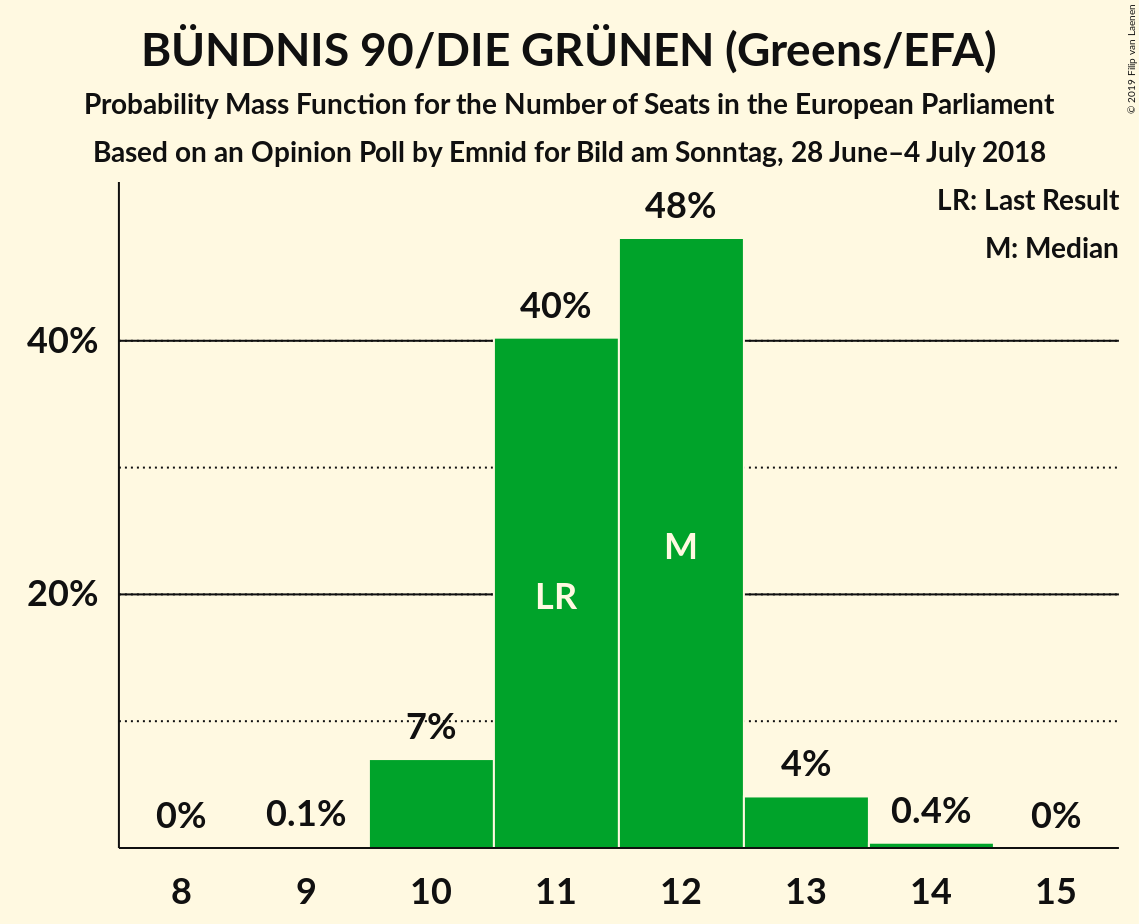 BÜNDNIS 90/DIE GRÜNEN (Greens/EFA)
Probability Mass Function for the Number of Seats in the European Parliament
Based on an Opinion Poll by Emnid for Bild am Sonntag, 28 June–4 July 2018
© 2019 Filip van Laenen
LR: Last Result
M: Median
48%
40%
40%
M
20%
LR
7%
4%
0%
0.1%
0.4%
0%
8 9 10 11 12 13 14 15